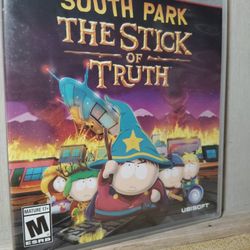 SOUTH PARK
THE STICK
OF
TRUTH
MATURE 17+
M
ESRB
UBISOFT